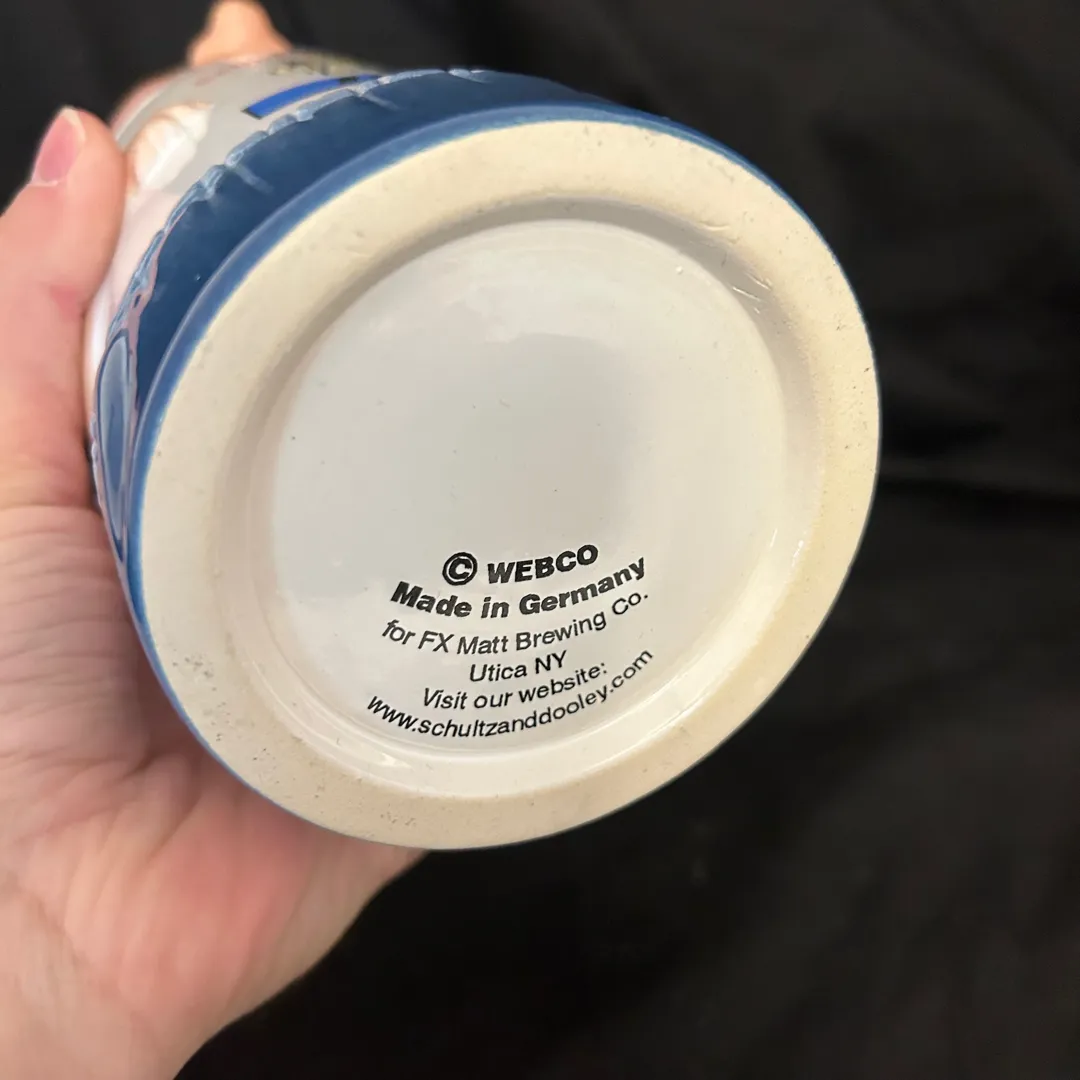 © WEBCO
Made in Germany
for FX Matt Brewing Co.
Utica NY
Visit our website:
www.schultzanddooley.com